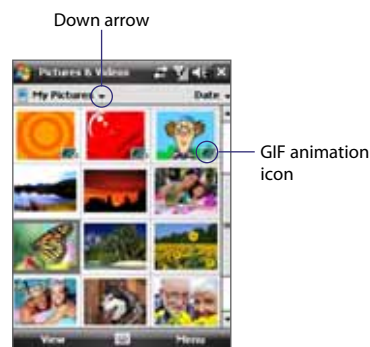 Down arrow
Pictures & Videos
My Pictures
Date
GIF animation
icon
View
Menu